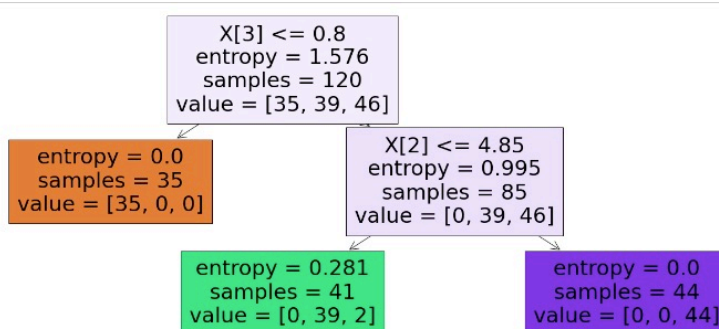 X[3] <= 0.8
entropy = 1.576
samples = 120
value = [35, 39, 46]
entropy = 0.0
samples = 35
value = [35, 0, 0]
X[2] <= 4.85
entropy = 0.995
samples = 85
value = [0, 39, 46]
entropy = 0.281
samples = 41
value = [0, 39, 2]
entropy = 0.0
samples = 44
value = [0, 0, 44]